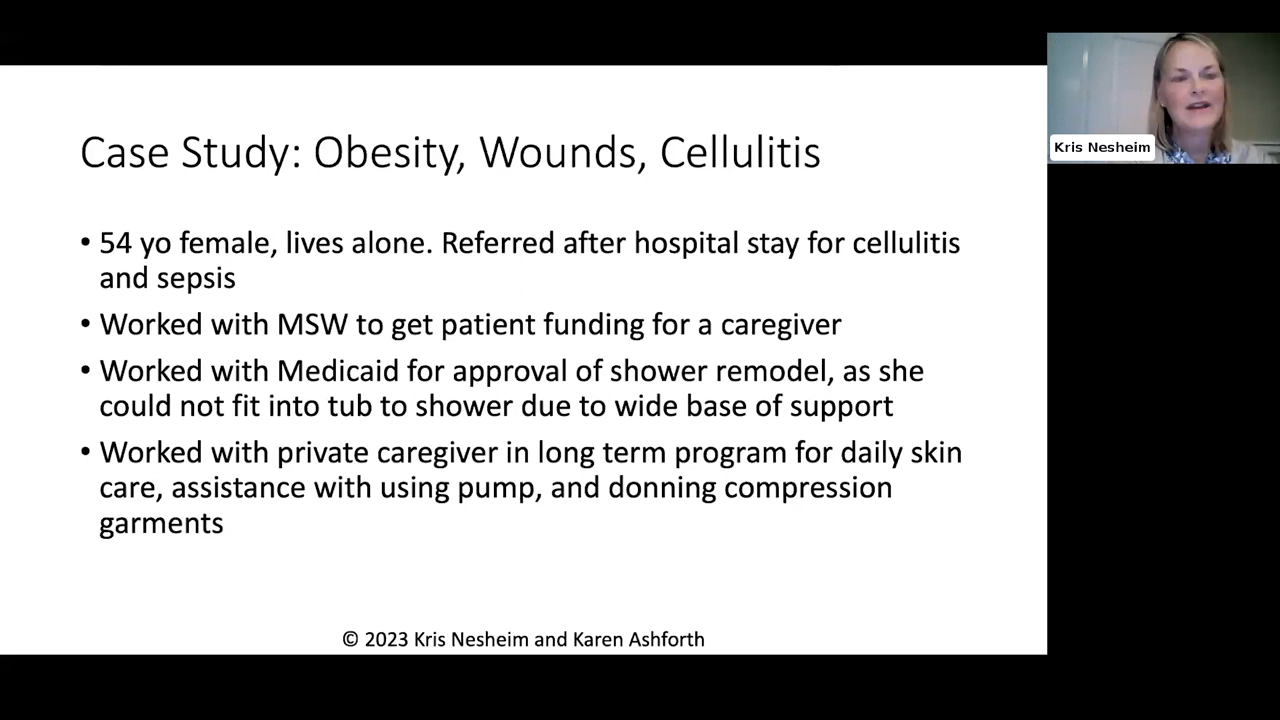 Case Study: Obesity, Wounds, Cellulitis
Kris Nesheim
• 54 yo female, lives alone. Referred after hospital stay for cellulitis
and sepsis
• Worked with MSW to get patient funding for a caregiver
• Worked with Medicaid for approval of shower remodel, as she
could not fit into tub to shower due to wide base of support
• Worked with private caregiver in long term program for daily skin
care, assistance with using pump, and donning compression
garments
© 2023 Kris Nesheim and Karen Ashforth